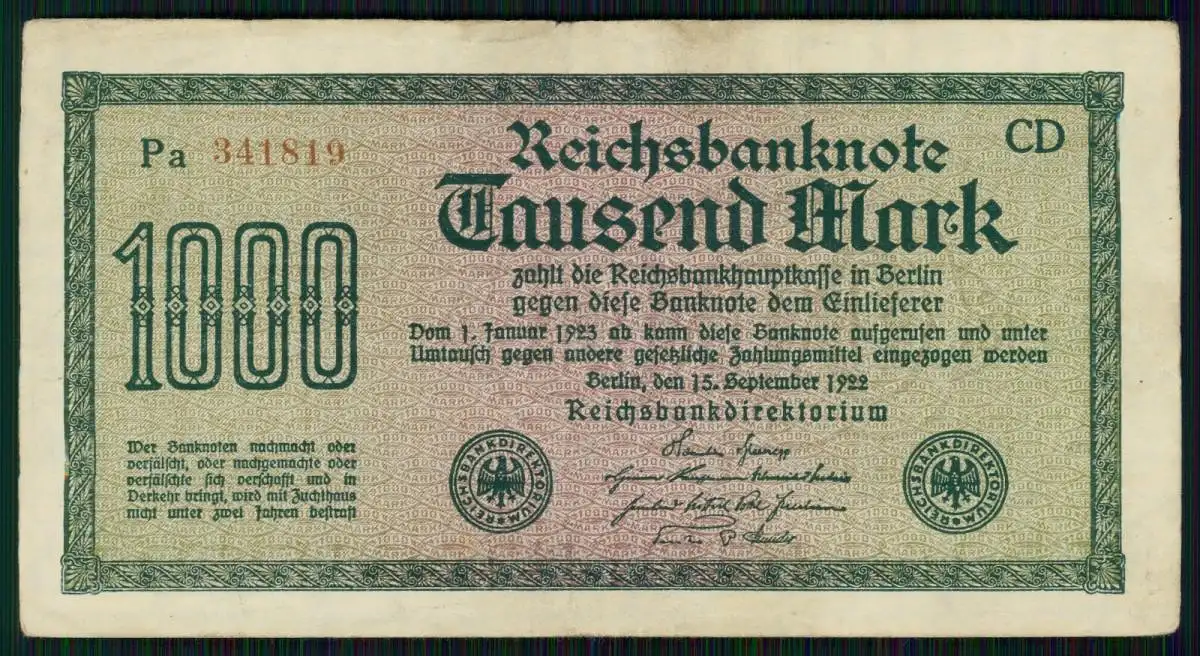 Pa 341819
CD
Reichsbanknote
Tausend Mark
zahlt die Reichsbankhauptkasse in Berlin
gegen diese Banknote dem Einlieferer
Vom 1. Januar 1923 ab kann diese Banknote aufgerufen und unter
Umtausch gegen andere gesetzliche Zahlungsmittel eingezogen werden
Berlin, den 15. September 1922
Reichsbankdirektorium
1000
Wer Banknoten nachmacht oder
verfälscht, oder nachgemachte oder
verfälschte sich verschafft und in
Verkehr bringt, wird mit Zuchthaus
nicht unter zwei Jahren bestraft
REICHSBANKDIREKTORIUM
REICHSBANKDIREKTORIUM